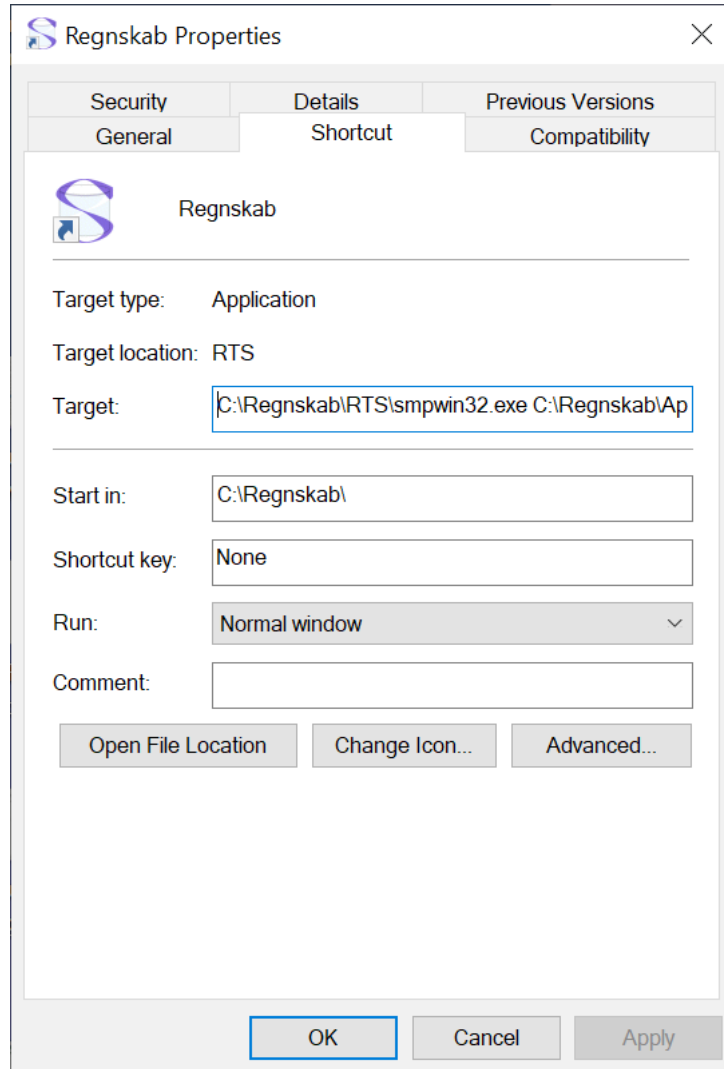 Regnskab Properties
Security Details Previous Versions
General Shortcut Compatibility
Regnskab
Target type: Application
Target location: RTS
Target: C:\Regnskab\RTS\smpwin32.exe C:\Regnskab\Ap
Start in: C:\Regnskab\
Shortcut key: None
Run: Normal window
Comment:
Open File Location Change Icon... Advanced...
OK Cancel Apply